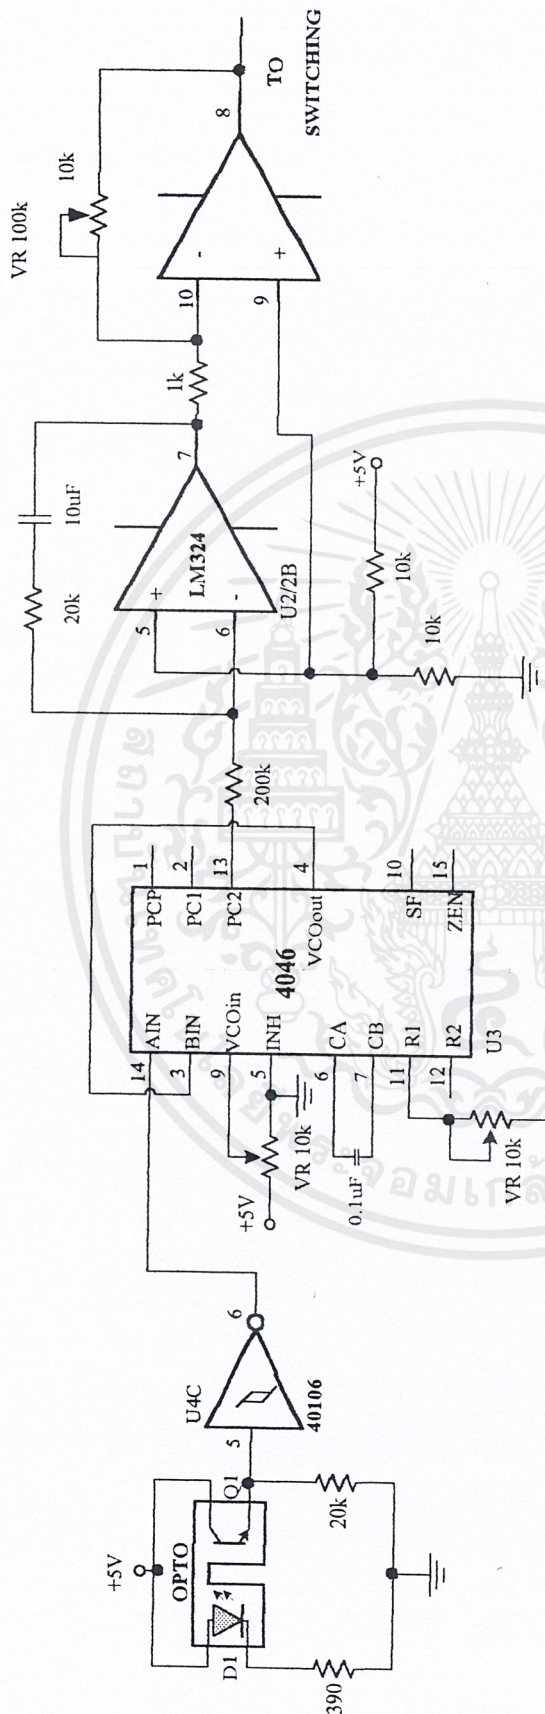 +5V
OPTO
D1
Q1
390
20k
U4C
5
6
40106
14
AIN
3
BIN
9
VCOin
5
INH
6
CA
7
CB
11
R1
12
R2
+5V
VR 10k
0.1uF
VR 10k
4046
U3
PCP
1
PC1
2
PC2
13
VCOout
4
SF
10
ZEN
15
200k
20k
10uF
5
+
6
-
LM324
7
U2/2B
10k
10k
+5V
1k
VR 100k
10k
10
-
9
+
8
TO
SWITCHING